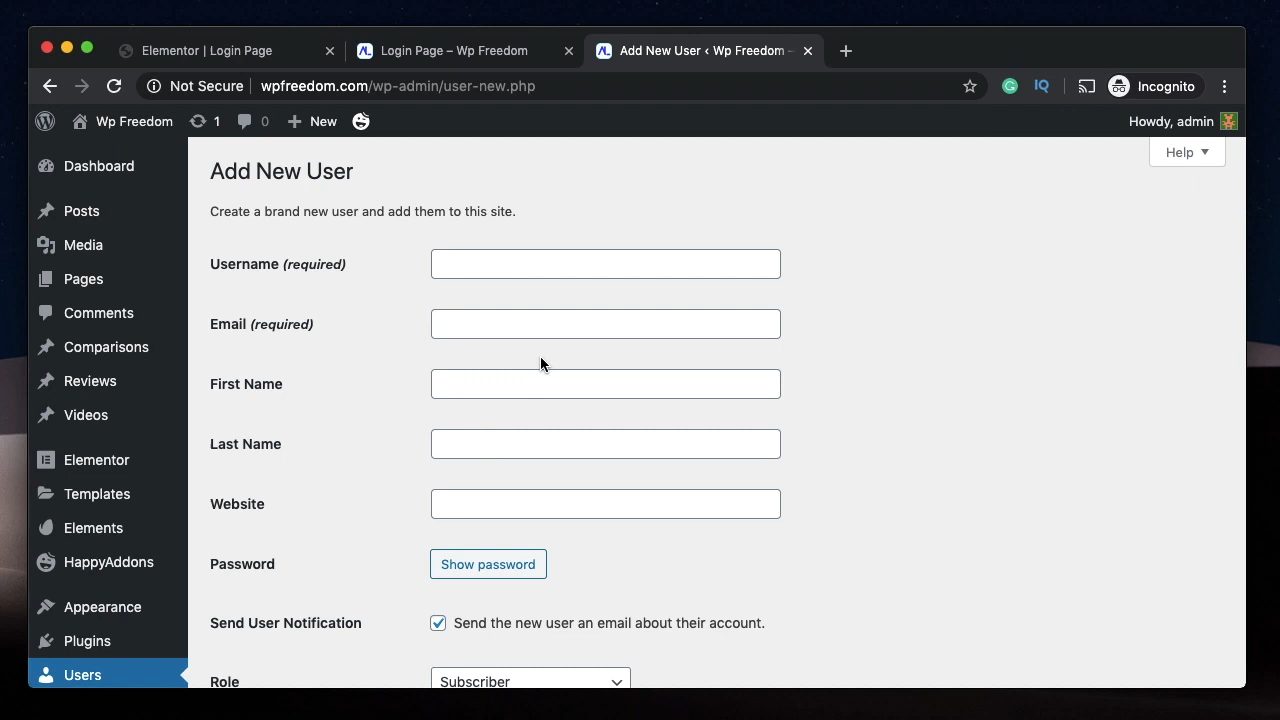 Elementor | Login Page
Login Page – Wp Freedom
Add New User ‹ Wp Freedom –
Not Secure
wpfreedom.com/wp-admin/user-new.php
IQ
Incognito
Wp Freedom
1
0
New
Howdy, admin
Dashboard
Posts
Media
Pages
Comments
Comparisons
Reviews
Videos
Elementor
Templates
Elements
HappyAddons
Appearance
Plugins
Users
Help
Add New User
Create a brand new user and add them to this site.
Username (required)
Email (required)
First Name
Last Name
Website
Password
Show password
Send User Notification
Send the new user an email about their account.
Role
Subscriber